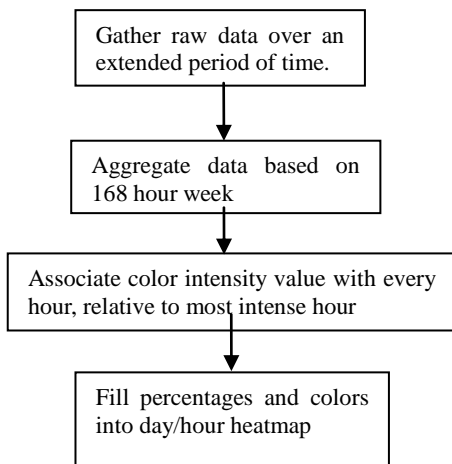 Gather raw data over an
extended period of time.
Aggregate data based on
168 hour week
Associate color intensity value with every
hour, relative to most intense hour
Fill percentages and colors
into day/hour heatmap